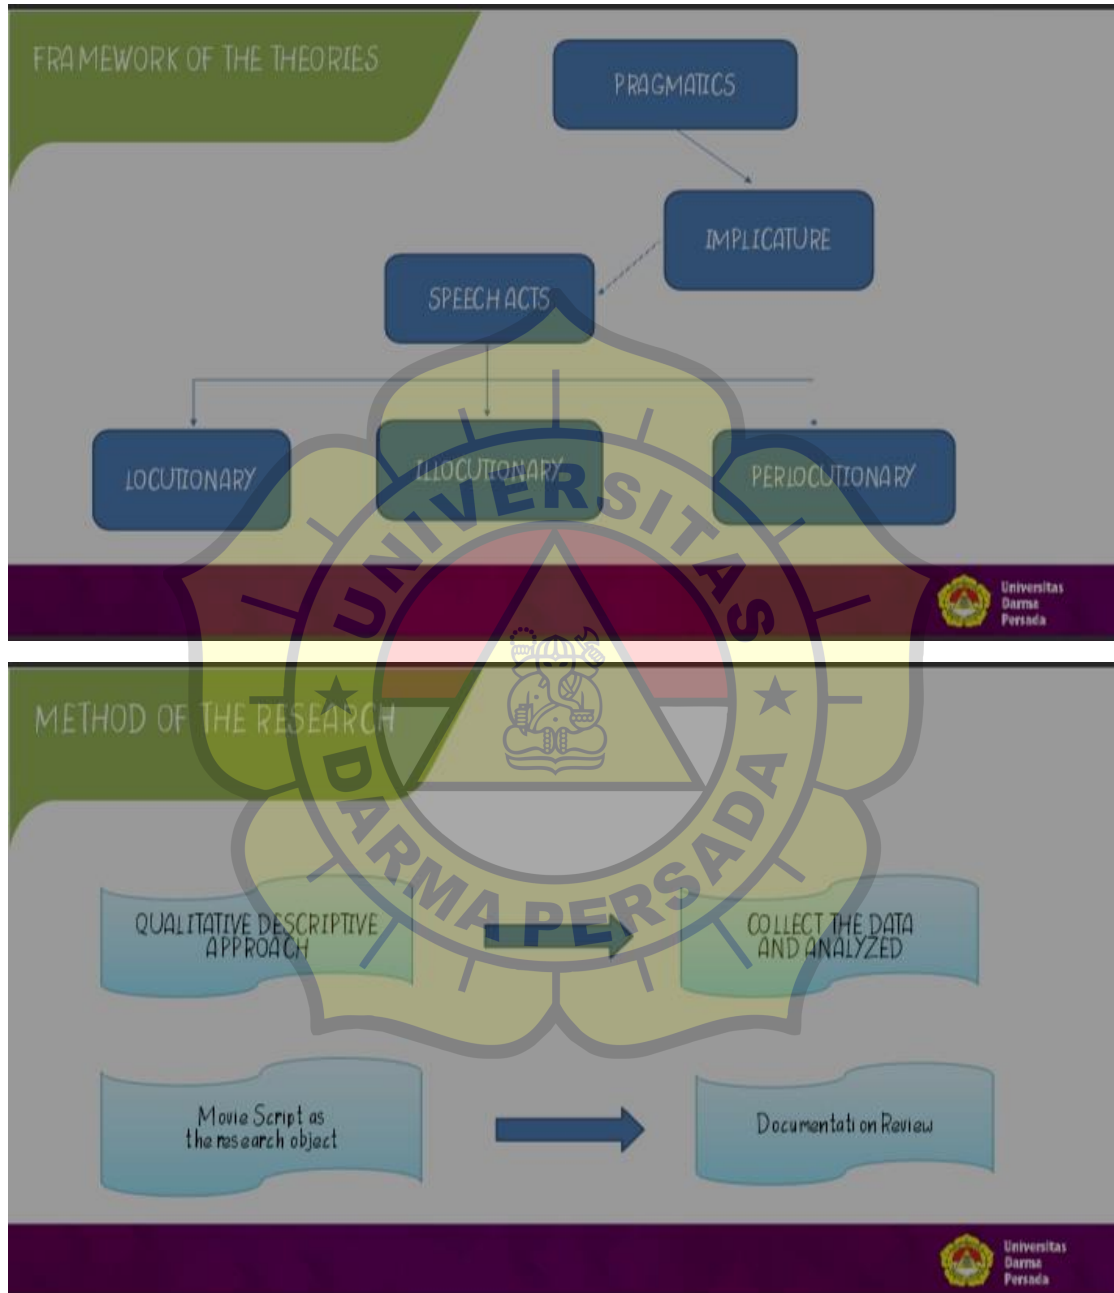 FRAMEWORK OF THE THEORIES
PRAGMATICS
IMPLICATURE
SPEECH ACTS
LOCUTIONARY
ILLOCUTIONARY
PERLOCUTIONARY
Universitas
Darma
Persada
UNIVERSITAS
DARMA PERSADA
METHOD OF THE RESEARCH
QUALITATIVE DESCRIPTIVE
APPROACH
COLLECT THE DATA
AND ANALYZED
Movie Script as
the research object
Documentation Review
Universitas
Darma
Persada